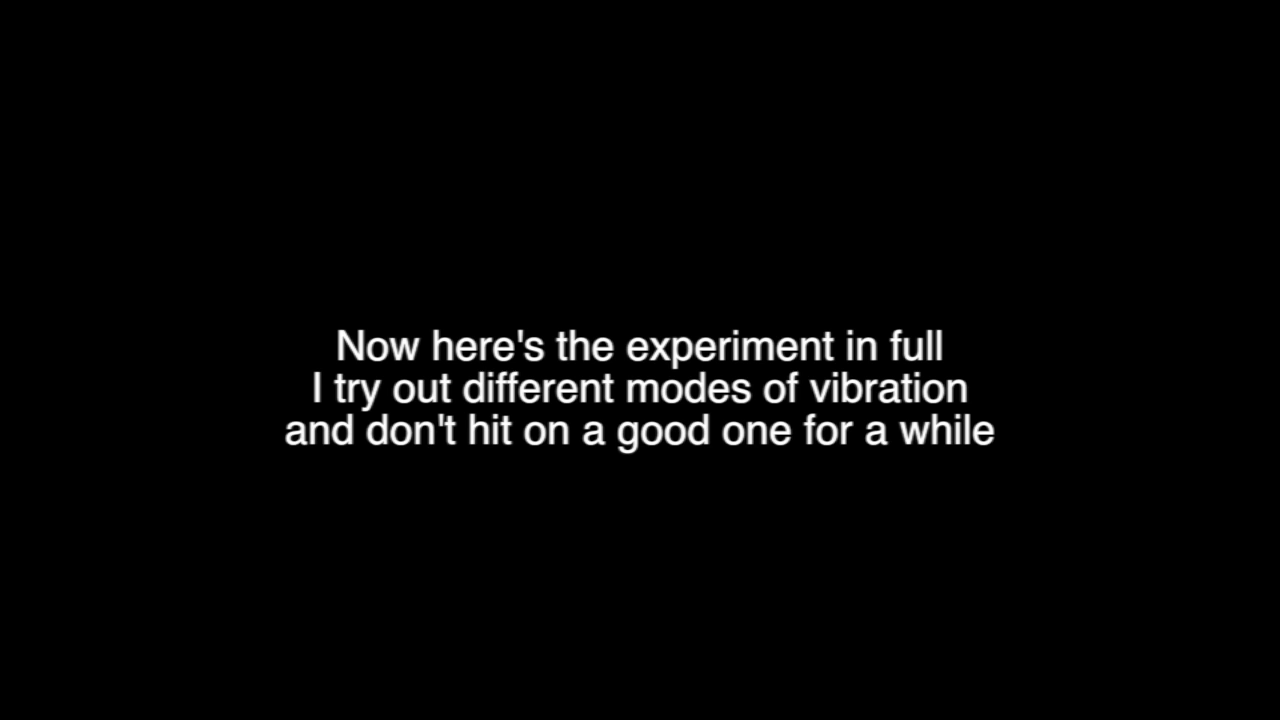 Now here's the experiment in full
I try out different modes of vibration
and don't hit on a good one for a while